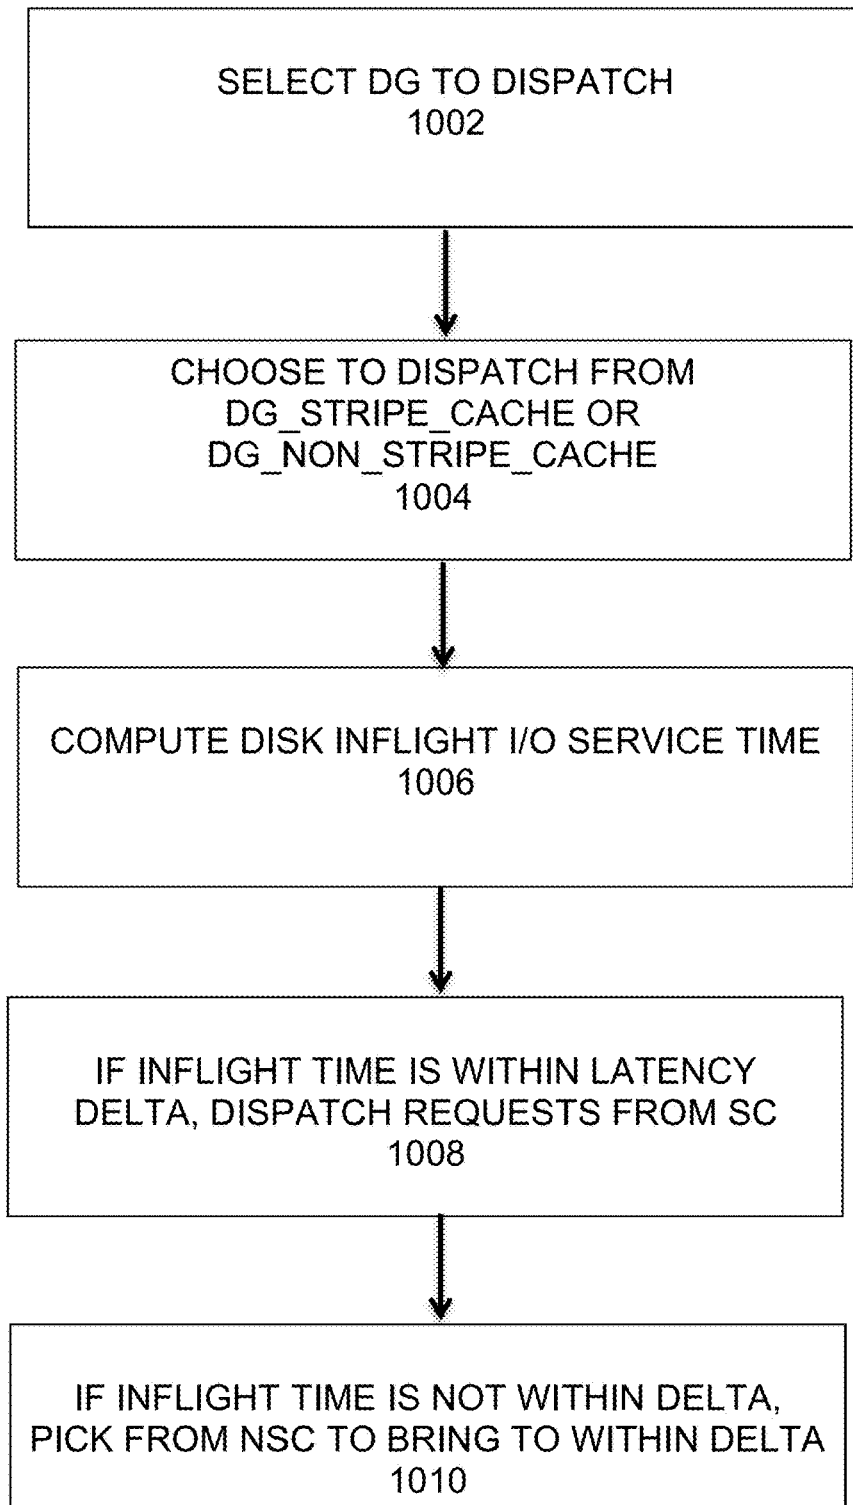 SELECT DG TO DISPATCH
1002
CHOOSE TO DISPATCH FROM
DG_STRIPE_CACHE OR
DG_NON_STRIPE_CACHE
1004
COMPUTE DISK INFLIGHT I/O SERVICE TIME
1006
IF INFLIGHT TIME IS WITHIN LATENCY
DELTA, DISPATCH REQUESTS FROM SC
1008
IF INFLIGHT TIME IS NOT WITHIN DELTA,
PICK FROM NSC TO BRING TO WITHIN DELTA
1010